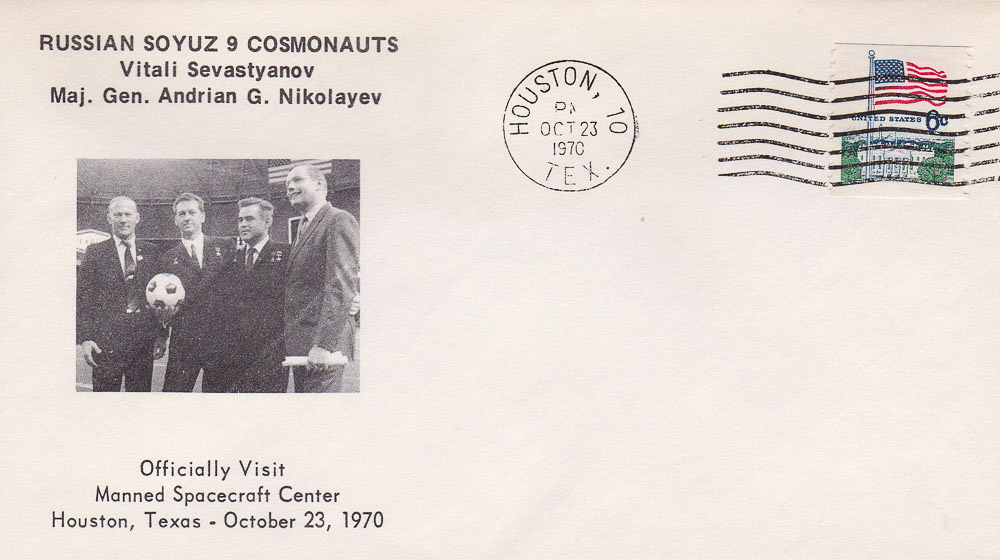 RUSSIAN SOYUZ 9 COSMONAUTS
Vitali Sevastyanov
Maj. Gen. Andrian G. Nikolayev
HOUSTON, 10
PM
OCT 23
1970
TEX.
UNITED STATES 6c
Officially Visit
Manned Spacecraft Center
Houston, Texas - October 23, 1970